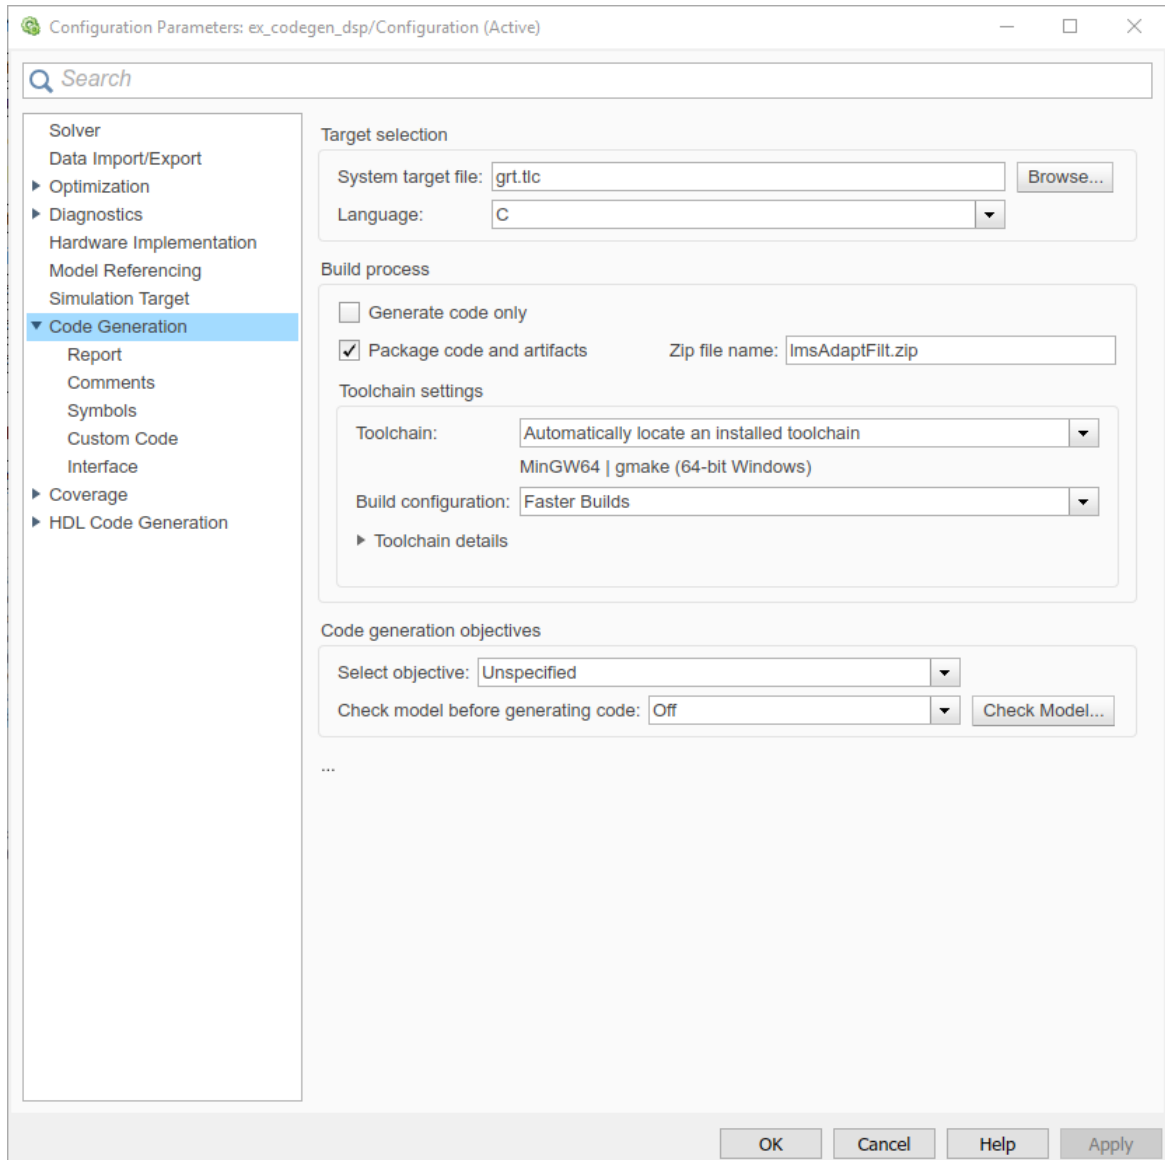 Configuration Parameters: ex_codegen_dsp/Configuration (Active)
Search
Solver
Data Import/Export
Optimization
Diagnostics
Hardware Implementation
Model Referencing
Simulation Target
Code Generation
Report
Comments
Symbols
Custom Code
Interface
Coverage
HDL Code Generation
Target selection
System target file: grt.tlc Browse...
Language: C
Build process
Generate code only
Package code and artifacts Zip file name: lmsAdaptFilt.zip
Toolchain settings
Toolchain: Automatically locate an installed toolchain
MinGW64 | gmake (64-bit Windows)
Build configuration: Faster Builds
Toolchain details
Code generation objectives
Select objective: Unspecified
Check model before generating code: Off Check Model...
...
OK Cancel Help Apply